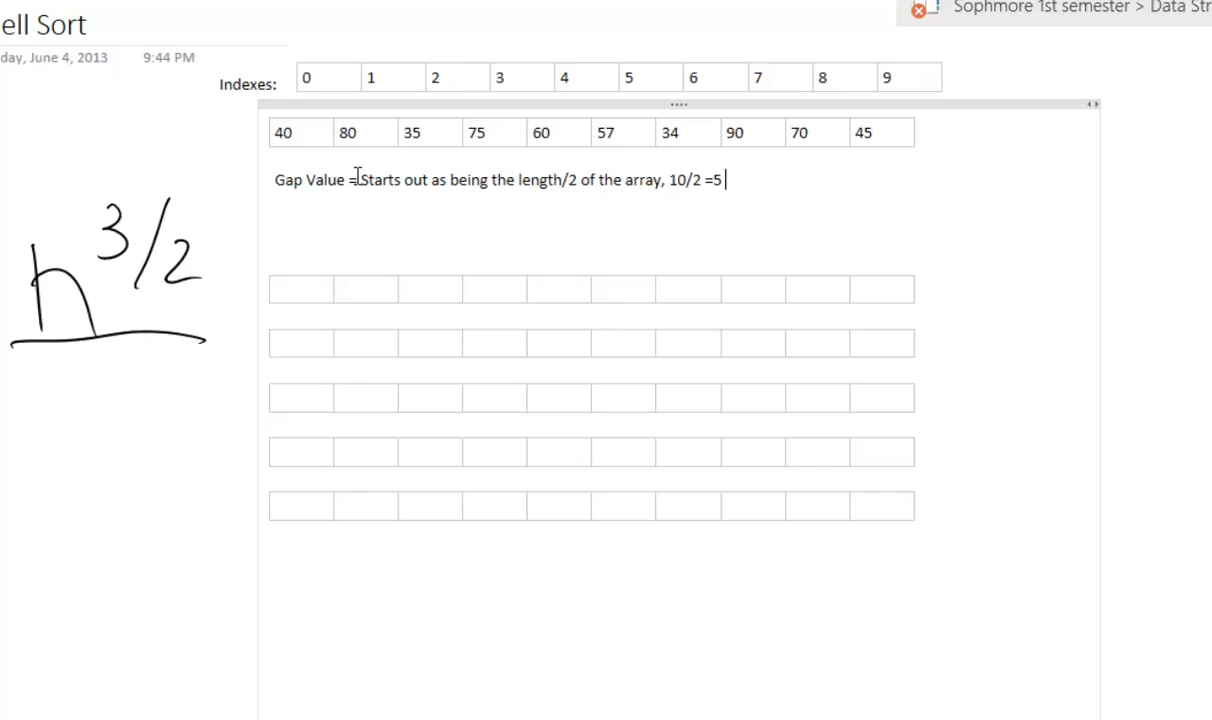 Sophmore 1st semester > Data Str
ell Sort
day, June 4, 2013 9:44 PM
Indexes: 0 1 2 3 4 5 6 7 8 9
40 80 35 75 60 57 34 90 70 45
Gap Value = Starts out as being the length/2 of the array, 10/2 =5
n^3/2